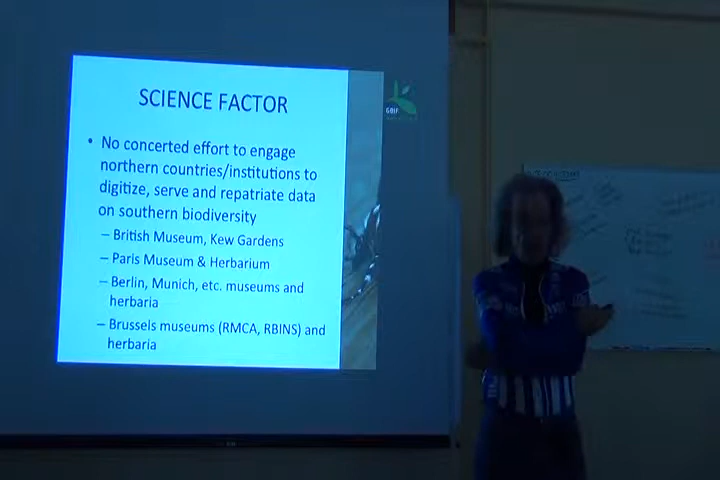 SCIENCE FACTOR
• No concerted effort to engage
northern countries/institutions to
digitize, serve and repatriate data
on southern biodiversity
– British Museum, Kew Gardens
– Paris Museum & Herbarium
– Berlin, Munich, etc. museums and
herbaria
– Brussels museums (RMCA, RBINS) and
herbaria
GBIF